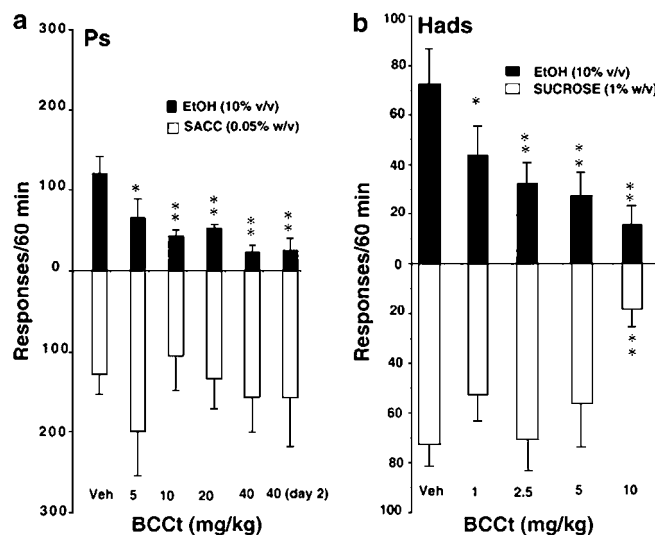 a
Ps
300
200
100
0
100
200
300
Responses/60 min
EtOH (10% v/v)
SACC (0.05% w/v)
*
* *
* *
* *
* *
Veh 5 10 20 40 40 (day 2)
BCCt (mg/kg)
b
Hads
100
80
60
40
20
0
20
40
60
80
100
Responses/60 min
EtOH (10% v/v)
SUCROSE (1% w/v)
*
* *
* *
* *
* *
Veh 1 2.5 5 10
BCCt (mg/kg)